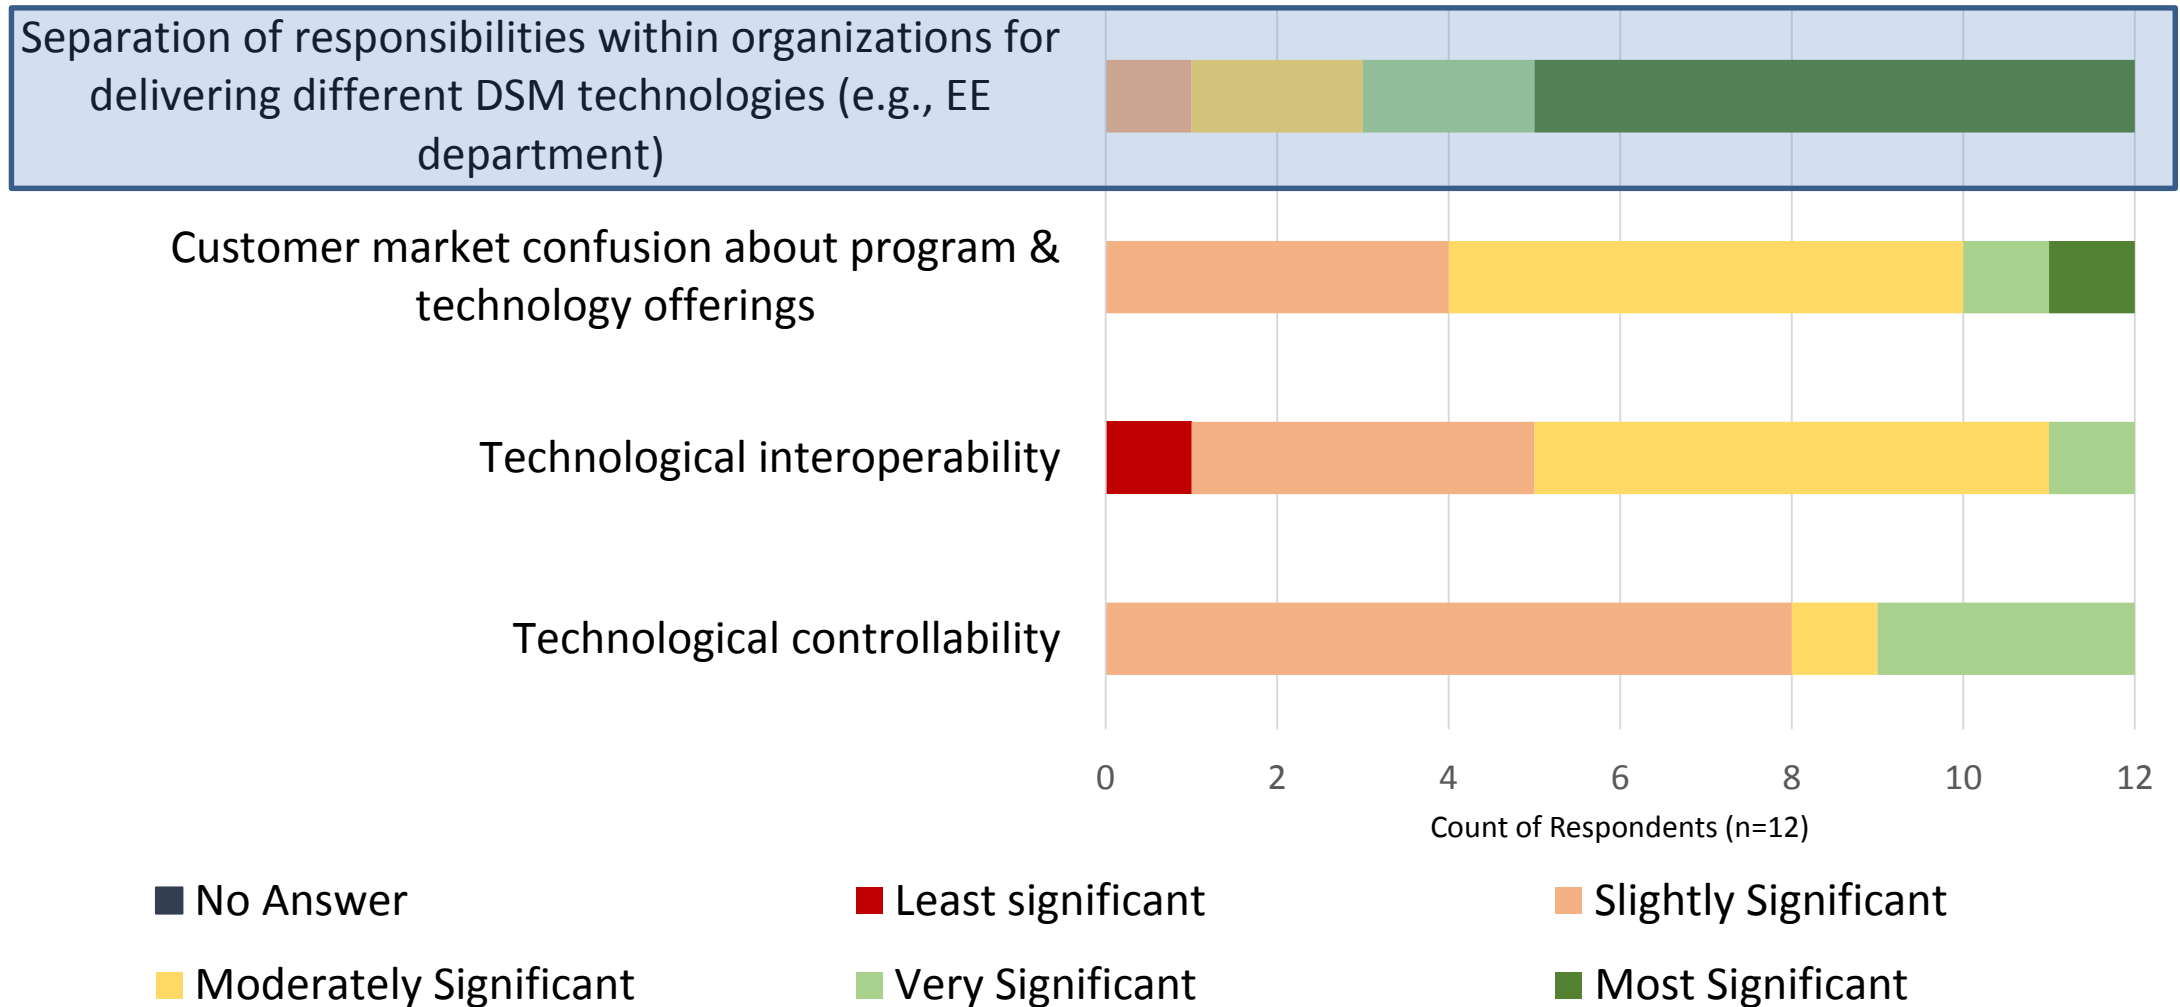 Separation of responsibilities within organizations for
delivering different DSM technologies (e.g., EE
department)
Customer market confusion about program &
technology offerings
Technological interoperability
Technological controllability
0 2 4 6 8 10 12
Count of Respondents (n=12)
No Answer Least significant Slightly Significant
Moderately Significant Very Significant Most Significant